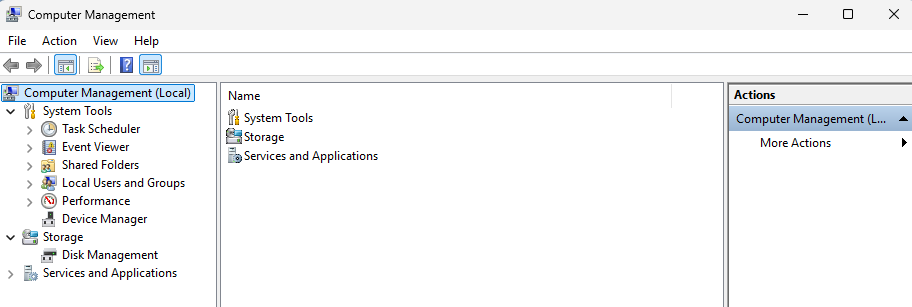 Computer Management
File Action View Help
Computer Management (Local)
System Tools
Task Scheduler
Event Viewer
Shared Folders
Local Users and Groups
Performance
Device Manager
Storage
Disk Management
Services and Applications
Name
System Tools
Storage
Services and Applications
Actions
Computer Management (L...
More Actions